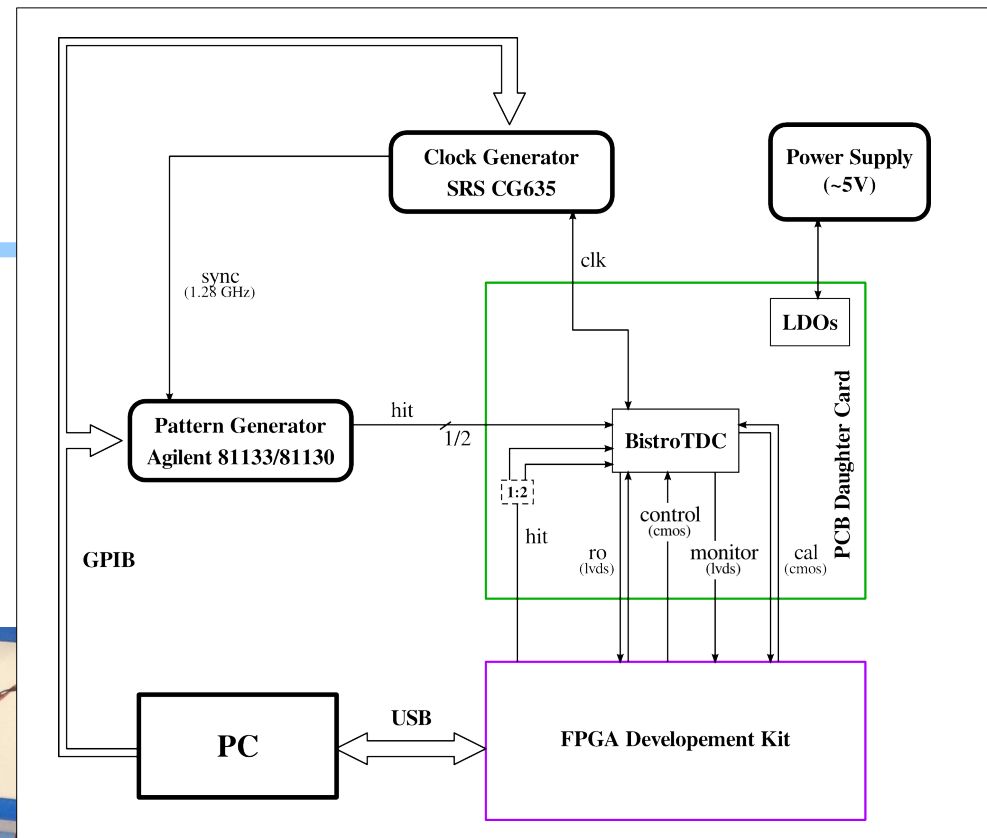 Clock Generator
SRS CG635
Power Supply
(~5V)
clk
sync
(1.28 GHz)
LDOs
Pattern Generator
Agilent 81133/81130
hit
1/2
BistroTDC
PCB Daughter Card
1:2
hit
control
(cmos)
ro
(lvds)
monitor
(lvds)
cal
(cmos)
GPIB
USB
PC
FPGA Developement Kit